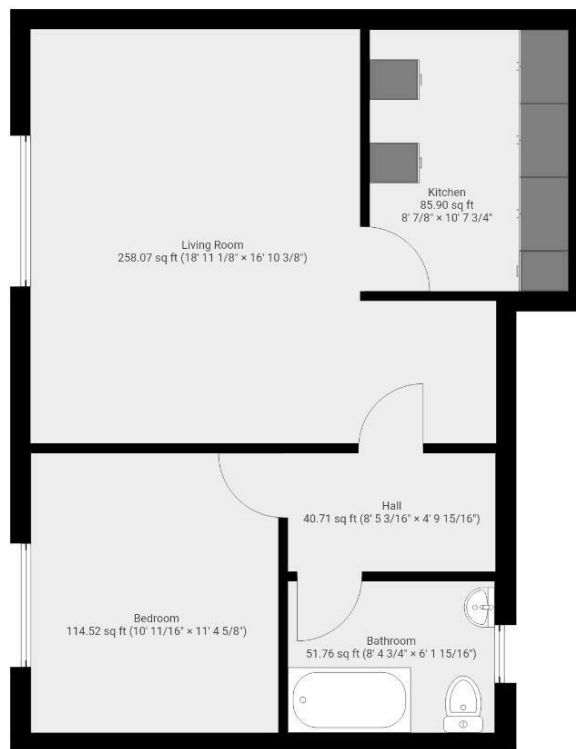 Kitchen
85.90 sq ft
8' 7/8" × 10' 7 3/4"
Living Room
258.07 sq ft (18' 11 1/8" × 16' 10 3/8")
Hall
40.71 sq ft (8' 5 3/16" × 4' 9 15/16")
Bedroom
114.52 sq ft (10' 11/16" × 11' 4 5/8")
Bathroom
51.76 sq ft (8' 4 3/4" × 6' 1 15/16")